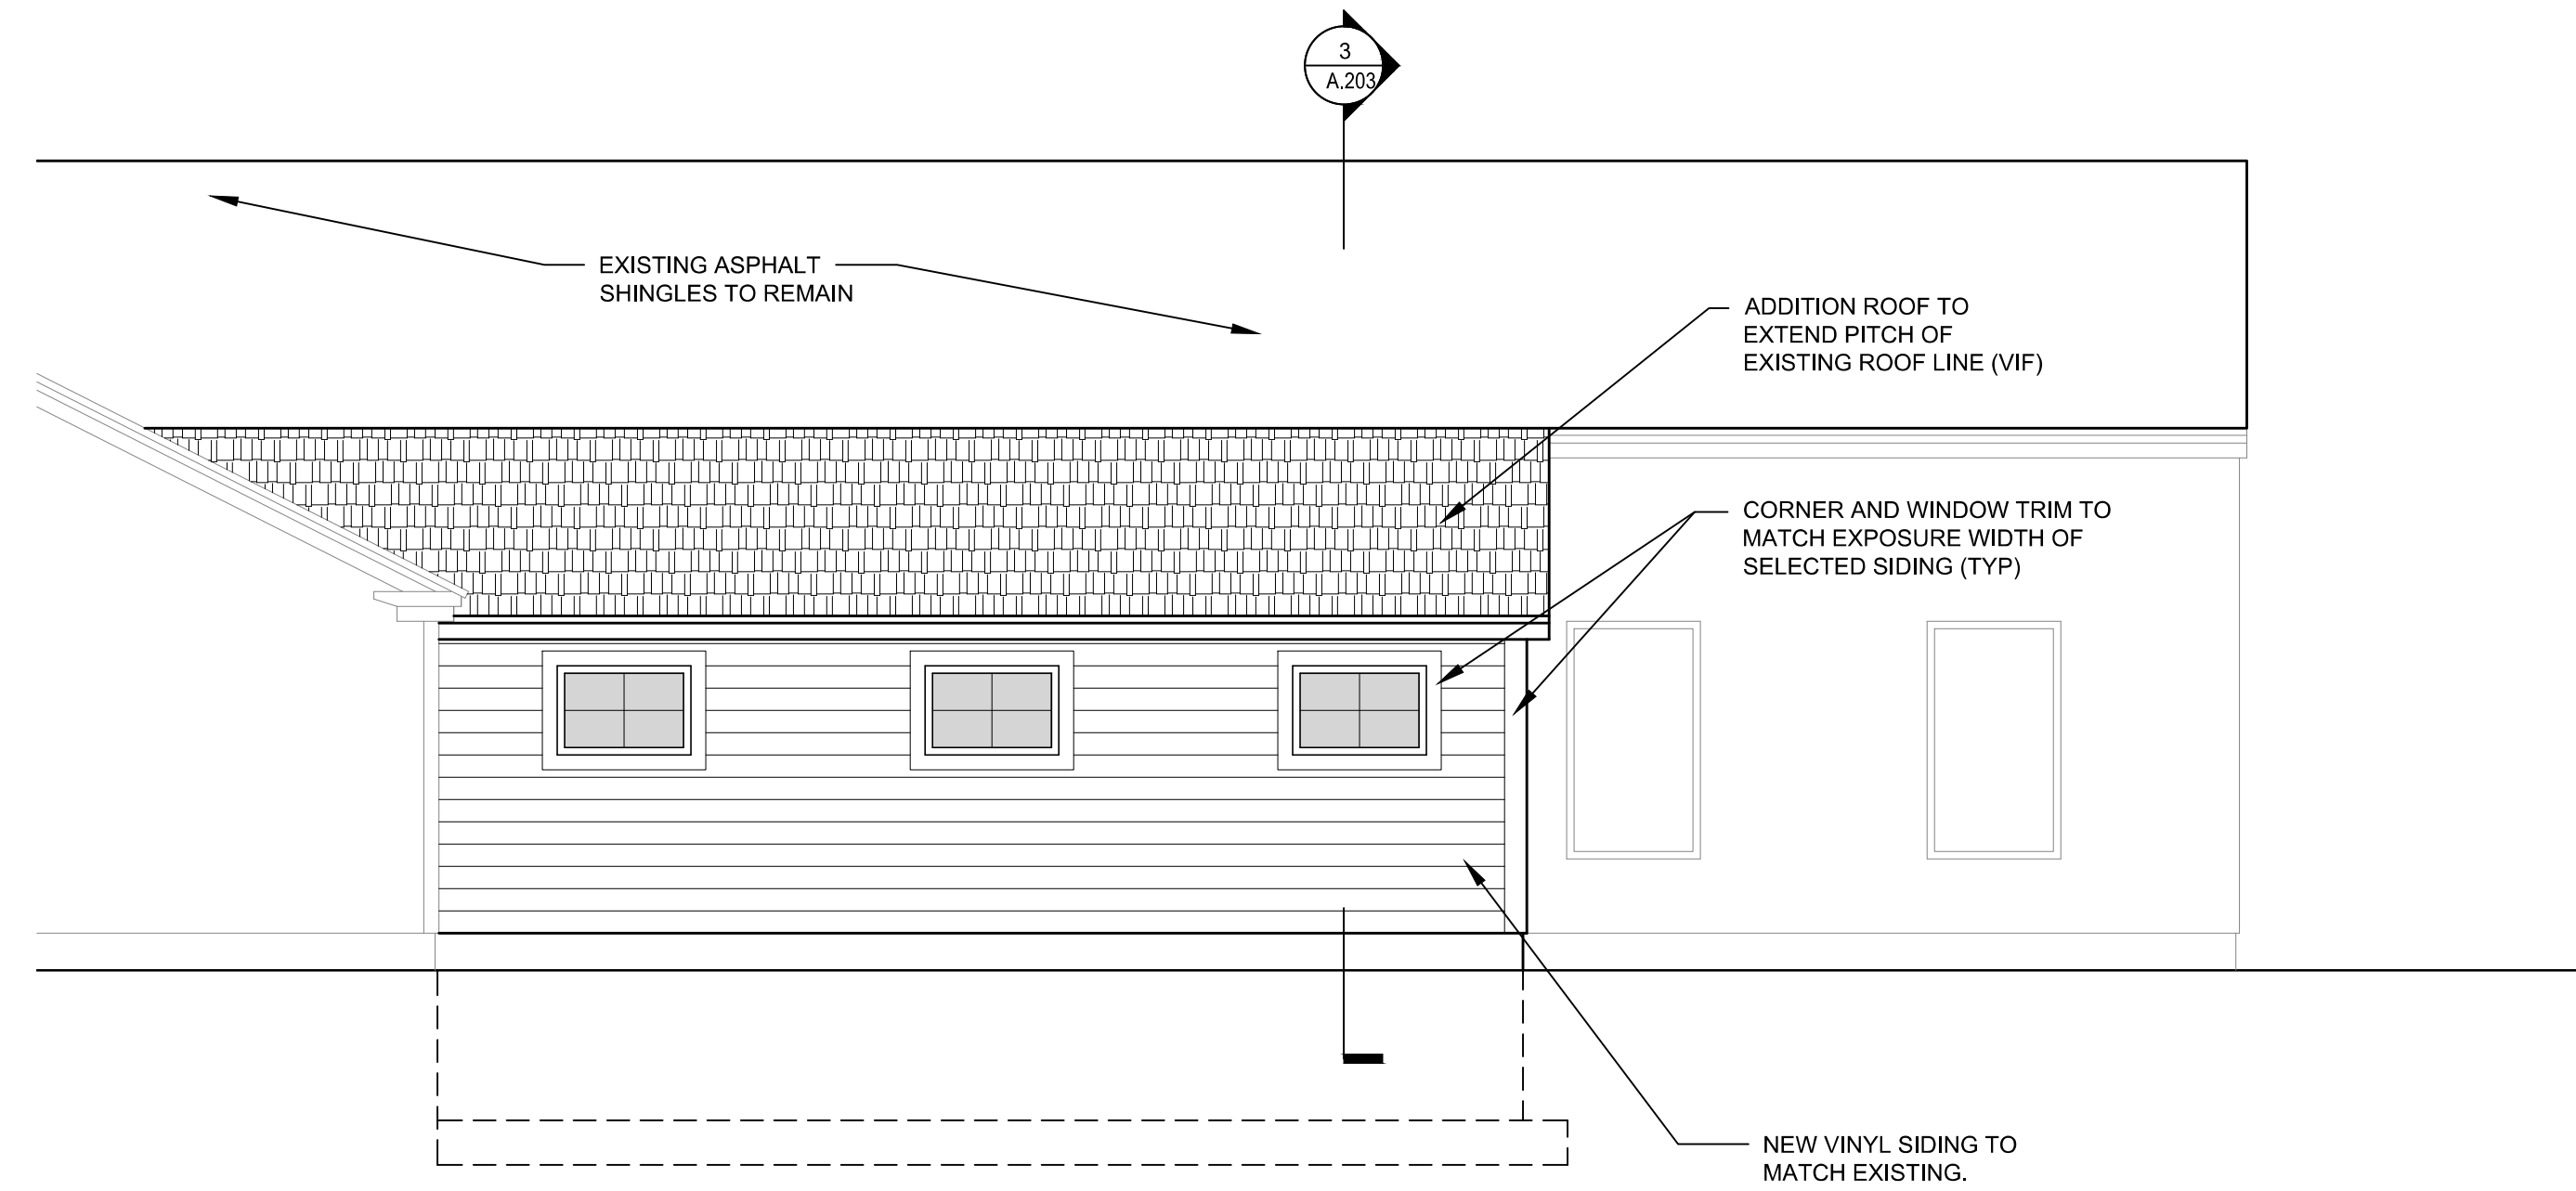 3
A.203
EXISTING ASPHALT
SHINGLES TO REMAIN
ADDITION ROOF TO
EXTEND PITCH OF
EXISTING ROOF LINE (VIF)
CORNER AND WINDOW TRIM TO
MATCH EXPOSURE WIDTH OF
SELECTED SIDING (TYP)
NEW VINYL SIDING TO
MATCH EXISTING.